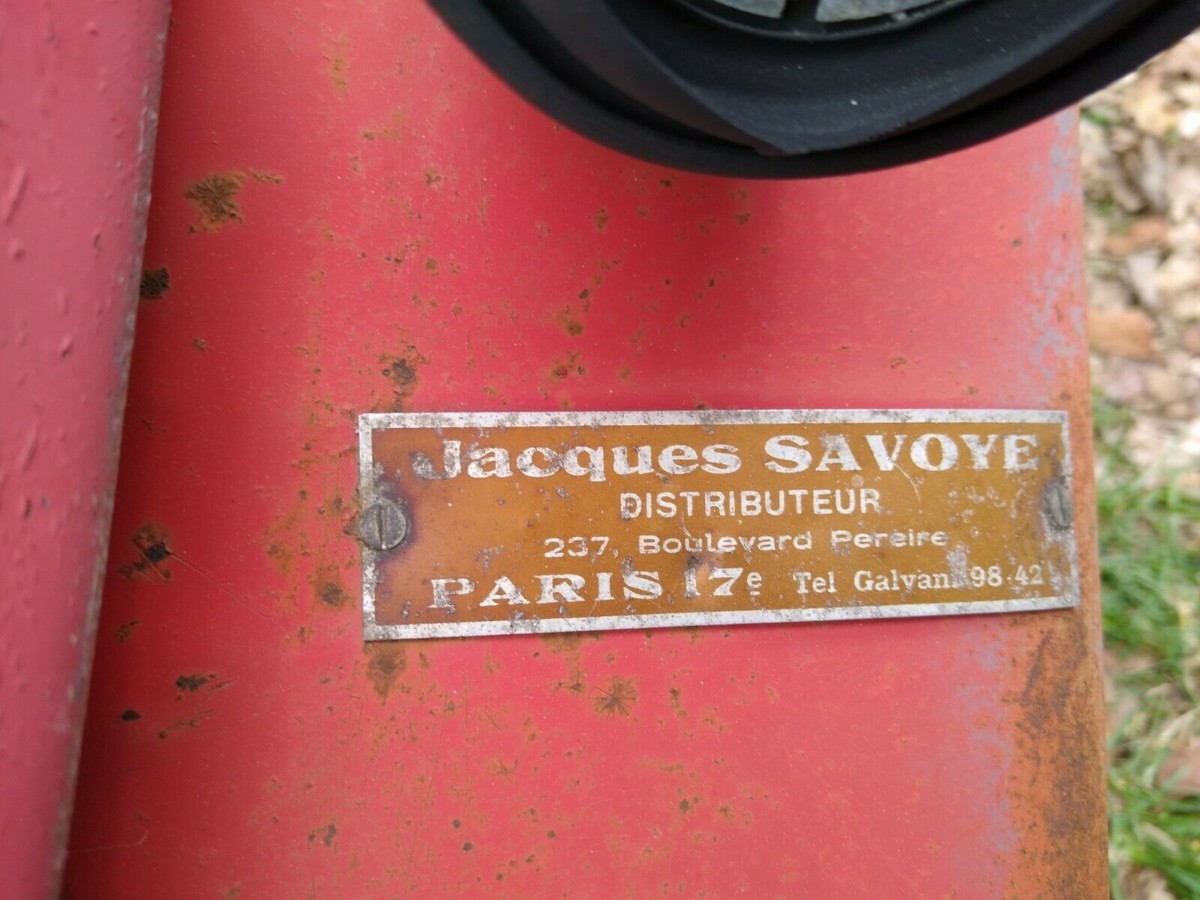 Jacques SAVOYE
DISTRIBUTEUR
237, Boulevard Pereire
PARIS 17e Tel Galvani 98-42